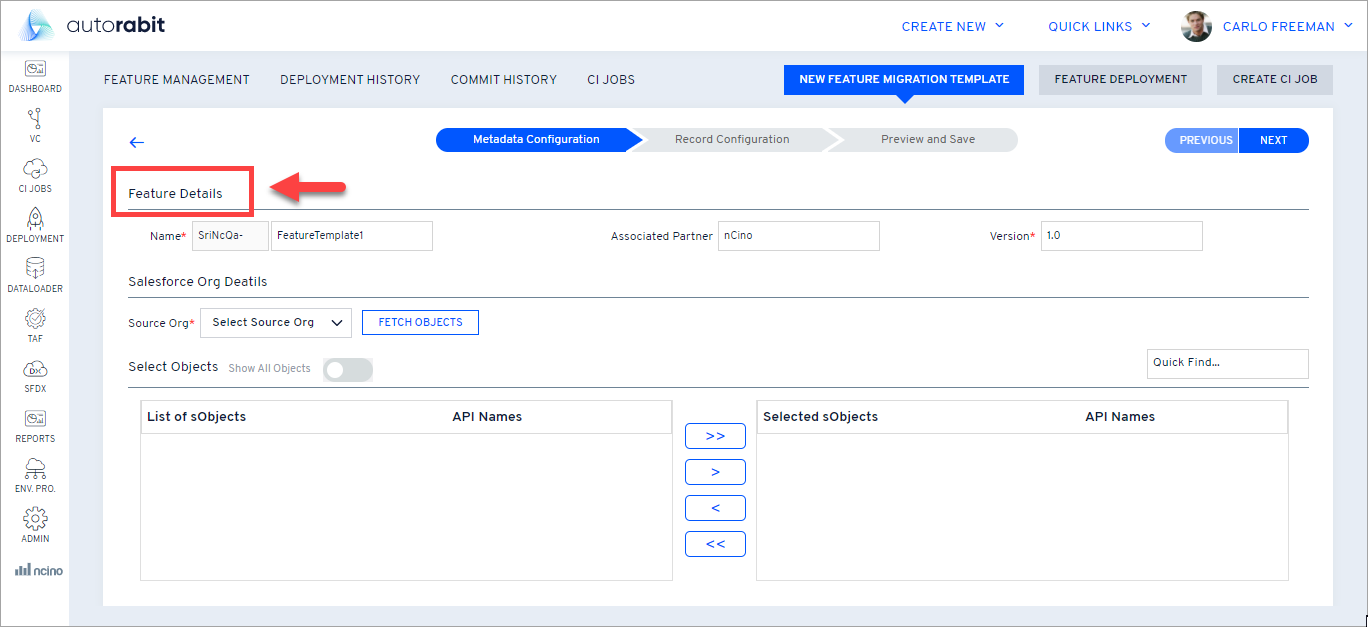 autorabit
CREATE NEW
QUICK LINKS
CARLO FREEMAN
DASHBOARD
VC
CI JOBS
DEPLOYMENT
DATALOADER
TAF
SFDX
REPORTS
ENV. PRO.
ADMIN
ncino
FEATURE MANAGEMENT
DEPLOYMENT HISTORY
COMMIT HISTORY
CI JOBS
NEW FEATURE MIGRATION TEMPLATE
FEATURE DEPLOYMENT
CREATE CI JOB
Metadata Configuration
Record Configuration
Preview and Save
PREVIOUS
NEXT
Feature Details
Name* SriNcQa- FeatureTemplate1
Associated Partner nCino
Version* 1.0
Salesforce Org Deatils
Source Org* Select Source Org FETCH OBJECTS
Select Objects Show All Objects
Quick Find...
List of sObjects API Names
>>
>
<
<<
Selected sObjects API Names